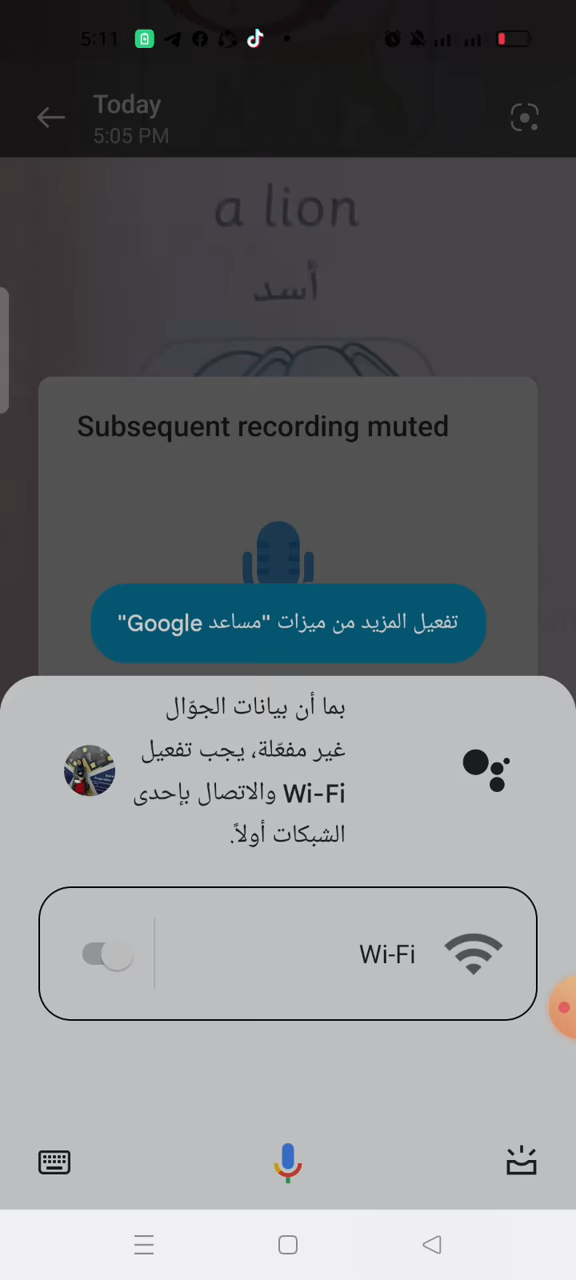 5:11
Today
5:05 PM
a lion
أسد
Subsequent recording muted
تفعيل المزيد من ميزات "مساعد Google"
بما أن بيانات الجوّال
غير مفعّلة، يجب تفعيل
Wi-Fi والاتصال بإحدى
الشبكات أولاً.
Wi-Fi